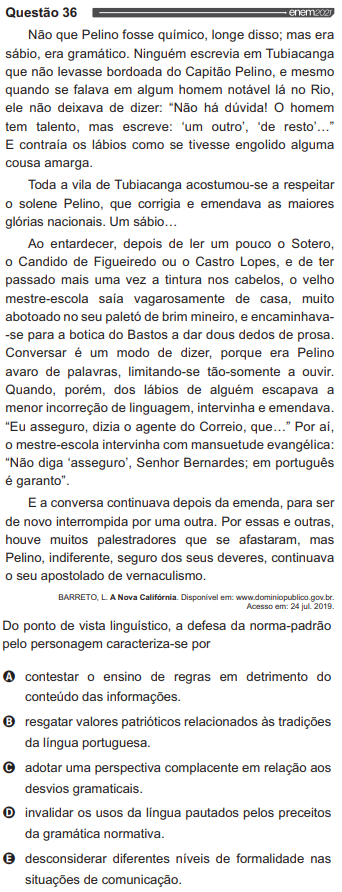 Questão 36 enem2021
Não que Pelino fosse químico, longe disso; mas era
sábio, era gramático. Ninguém escrevia em Tubiacanga
que não levasse bordoada do Capitão Pelino, e mesmo
quando se falava em algum homem notável lá no Rio,
ele não deixava de dizer: “Não há dúvida! O homem
tem talento, mas escreve: ‘um outro’, ‘de resto’...”
E contraía os lábios como se tivesse engolido alguma
cousa amarga.
Toda a vila de Tubiacanga acostumou-se a respeitar
o solene Pelino, que corrigia e emendava as maiores
glórias nacionais. Um sábio...
Ao entardecer, depois de ler um pouco o Sotero,
o Candido de Figueiredo ou o Castro Lopes, e de ter
passado mais uma vez a tintura nos cabelos, o velho
mestre-escola saía vagarosamente de casa, muito
abotoado no seu paletó de brim mineiro, e encaminhava-
-se para a botica do Bastos a dar dous dedos de prosa.
Conversar é um modo de dizer, porque era Pelino
avaro de palavras, limitando-se tão-somente a ouvir.
Quando, porém, dos lábios de alguém escapava a
menor incorreção de linguagem, intervinha e emendava.
“Eu asseguro, dizia o agente do Correio, que...” Por aí,
o mestre-escola intervinha com mansuetude evangélica:
“Não diga ‘asseguro’, Senhor Bernardes; em português
é garanto”.
E a conversa continuava depois da emenda, para ser
de novo interrompida por uma outra. Por essas e outras,
houve muitos palestradores que se afastaram, mas
Pelino, indiferente, seguro dos seus deveres, continuava
o seu apostolado de vernaculismo.
BARRETO, L. A Nova Califórnia. Disponível em: www.dominiopublico.gov.br.
Acesso em: 24 jul. 2019.
Do ponto de vista linguístico, a defesa da norma-padrão
pelo personagem caracteriza-se por
A contestar o ensino de regras em detrimento do
conteúdo das informações.
B resgatar valores patrióticos relacionados às tradições
da língua portuguesa.
C adotar uma perspectiva complacente em relação aos
desvios gramaticais.
D invalidar os usos da língua pautados pelos preceitos
da gramática normativa.
E desconsiderar diferentes níveis de formalidade nas
situações de comunicação.